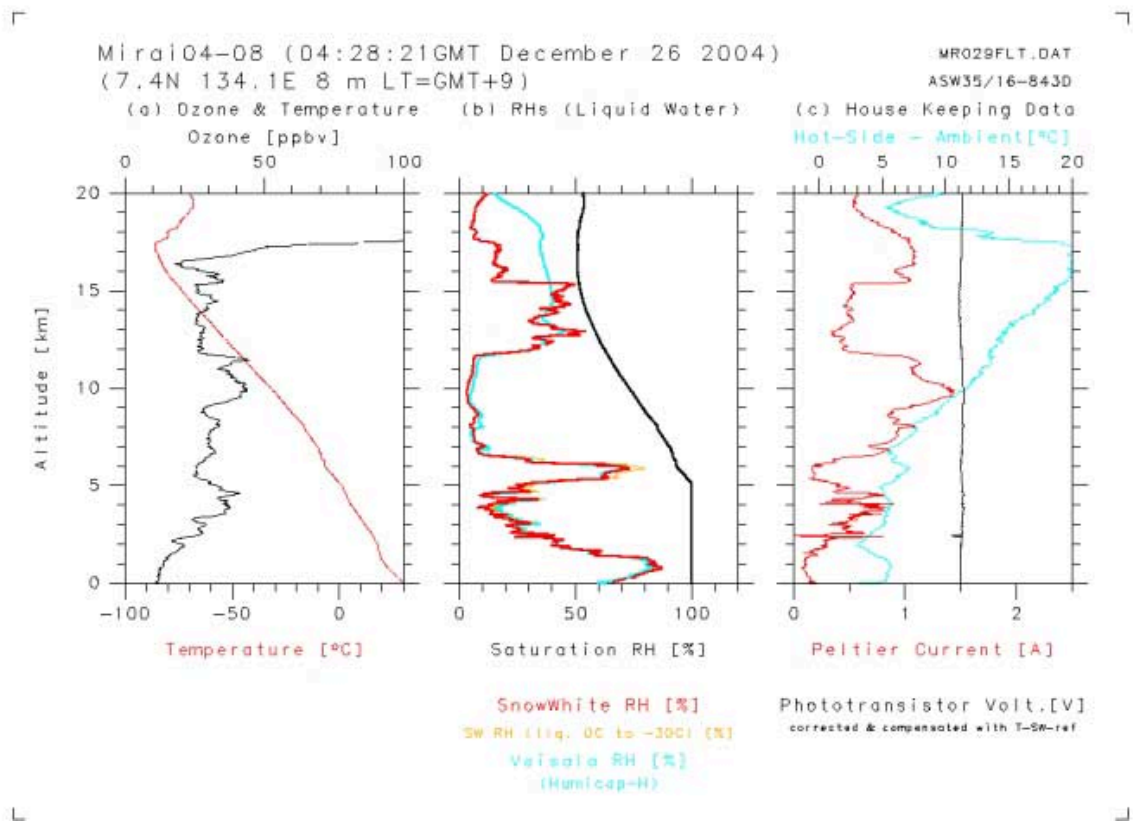 Mirai04-08 (04:28:21GMT December 26 2004)
MR029FLT.DAT
(7.4N 134.1E 8 m LT=GMT+9)
ASW35/16-843D
(a) Ozone & Temperature
(b) RHs (Liquid Water)
(c) House Keeping Data
Ozone [ppbv]
Hot-Side - Ambient[ºC]
0 50 100
0 5 10 15 20
20
15
10
5
0
Altitude [km]
-100 -50 0
0 50 100
0 1 2
Temperature [ºC]
Saturation RH [%]
Peltier Current [A]
SnowWhite RH [%]
Phototransistor Volt.[V]
SW RH (liq. 0C to -30C) [%]
corrected & compensated with T-SW-ref
Vaisala RH [%]
(Humicap-H)